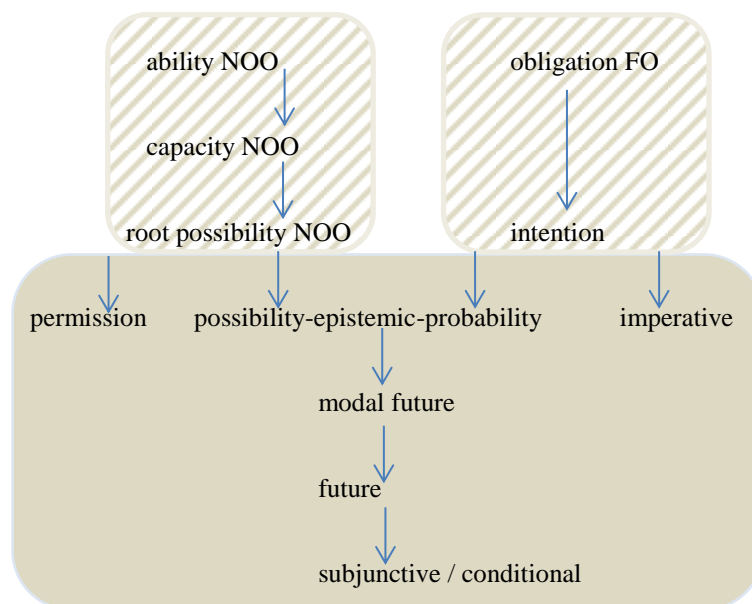 ability NOO obligation FO
capacity NOO
root possibility NOO intention
permission possibility-epistemic-probability imperative
modal future
future
subjunctive / conditional